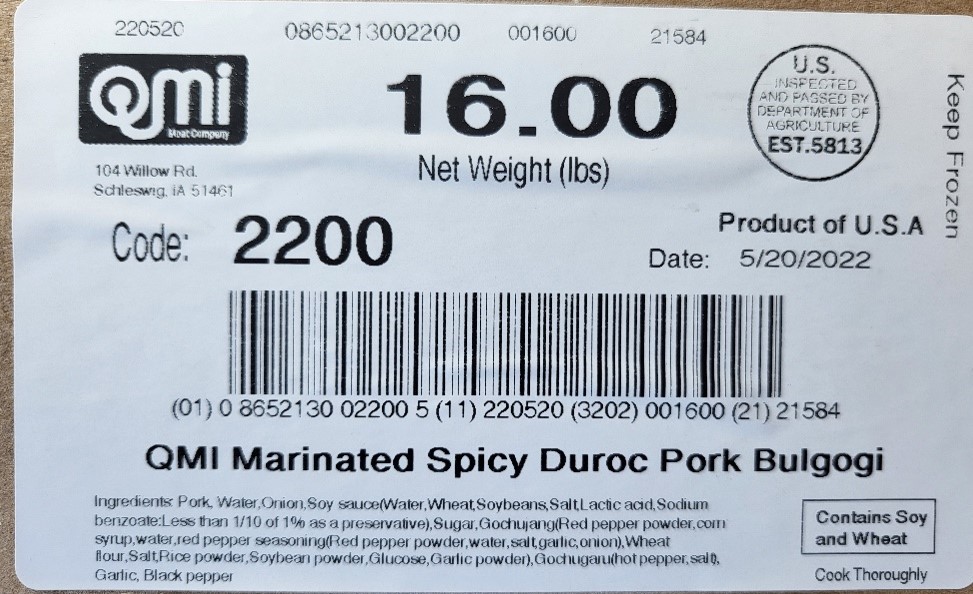 220520 0865213002200 001600 21584
Qmi
Meat Company
16.00
Net Weight (lbs)
U.S.
INSPECTED
AND PASSED BY
DEPARTMENT OF
AGRICULTURE
EST.5813
Keep Frozen
104 Willow Rd.
Schleswig, iA 51461
Code: 2200
Product of U.S.A
Date: 5/20/2022
(01) 0 8652130 02200 5 (11) 220520 (3202) 001600 (21) 21584
QMI Marinated Spicy Duroc Pork Bulgogi
Ingredients: Pork, Water,Onion,Soy sauce(Water,Wheat,Soybeans,Salt,Lactic acid,Sodium
benzoate:Less than 1/10 of 1% as a preservative),Sugar,Gochujang(Red pepper powder,corn
syrup,water,red pepper seasoning(Red pepper powder,water,salt,garlic,onion),Wheat
flour,Salt,Rice powder,Soybean powder,Glucose,Garlic powder),Gochugaru(hot pepper,salt),
Garlic, Black pepper
Contains Soy
and Wheat
Cook Thoroughly